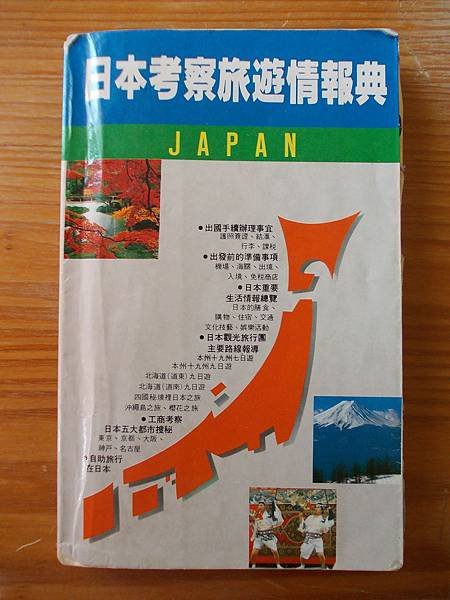 日本考察旅遊情報典
JAPAN
●出國手續辦理事宜
護照簽證、結滙、
行李、課税
●出發前的準備事項
機場、海關、出境、
入境、免税商店
●日本重要
生活情報總覽
日本的膳食、
購物、住宿、交通
文化技藝、娛樂活動
●日本觀光旅行團
主要路線報導
本州十九州七日遊
本州十九州九日遊
北海道(道東)九日遊
北海道(道南)九日遊
四國秘境裡日本之旅
沖繩島之旅、櫻花之旅
●工商考察
日本五大都市搜秘
東京、京都、大阪、
神戸、名古屋
●自助旅行
在日本